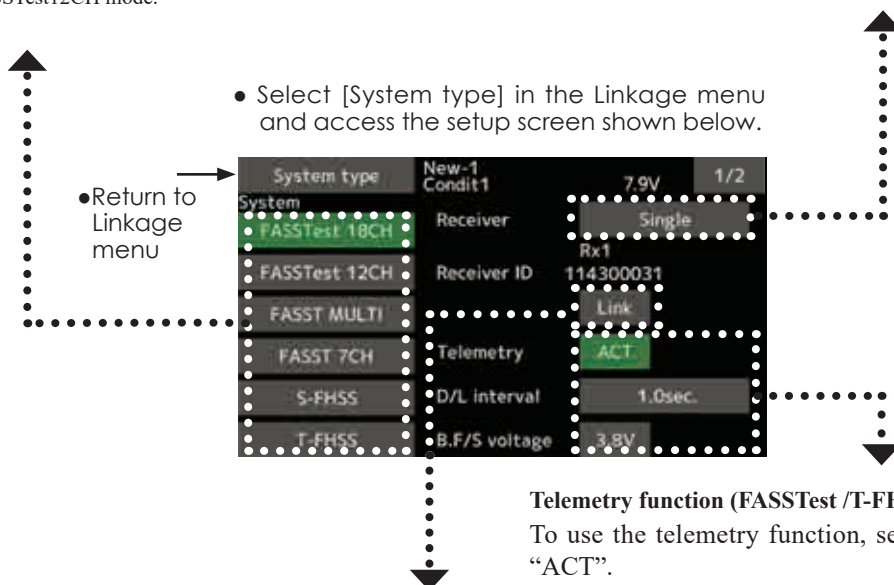 ● Select [System type] in the Linkage menu
and access the setup screen shown below.
●Return to
Linkage
menu
System type
New-1
Condit1
7.9V
1/2
System
FASSTest 18CH
FASSTest 12CH
FASST MULTI
FASST 7CH
S-FHSS
T-FHSS
Receiver
Single
Rx1
Receiver ID
114300031
Link
Telemetry
ACT
D/L interval
1.0sec.
B.F/S voltage
3.8V
Telemetry function (FASSTest /T-F
To use the telemetry function, se
“ACT”.